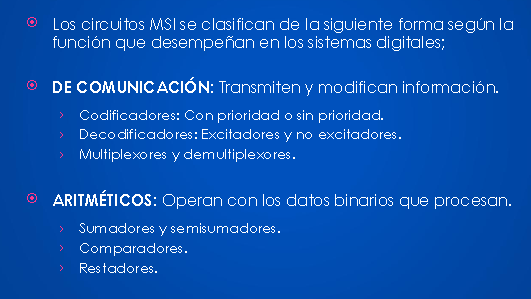 Los circuitos MSI se clasifican de la siguiente forma según la
función que desempeñan en los sistemas digitales;
DE COMUNICACIÓN: Transmiten y modifican información.
Codificadores: Con prioridad o sin prioridad.
Decodificadores: Excitadores y no excitadores.
Multiplexores y demultiplexores.
ARITMÉTICOS: Operan con los datos binarios que procesan.
Sumadores y semisumadores.
Comparadores.
Restadores.